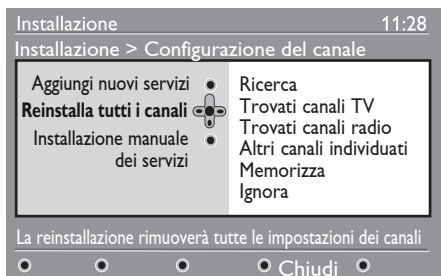 Installazione 11:28
Installazione > Configurazione del canale
Aggiungi nuovi servizi
Reinstalla tutti i canali
Installazione manuale
dei servizi
Ricerca
Trovati canali TV
Trovati canali radio
Altri canali individuati
Memorizza
Ignora
La reinstallazione rimuoverà tutte le impostazioni dei canali
Chiudi